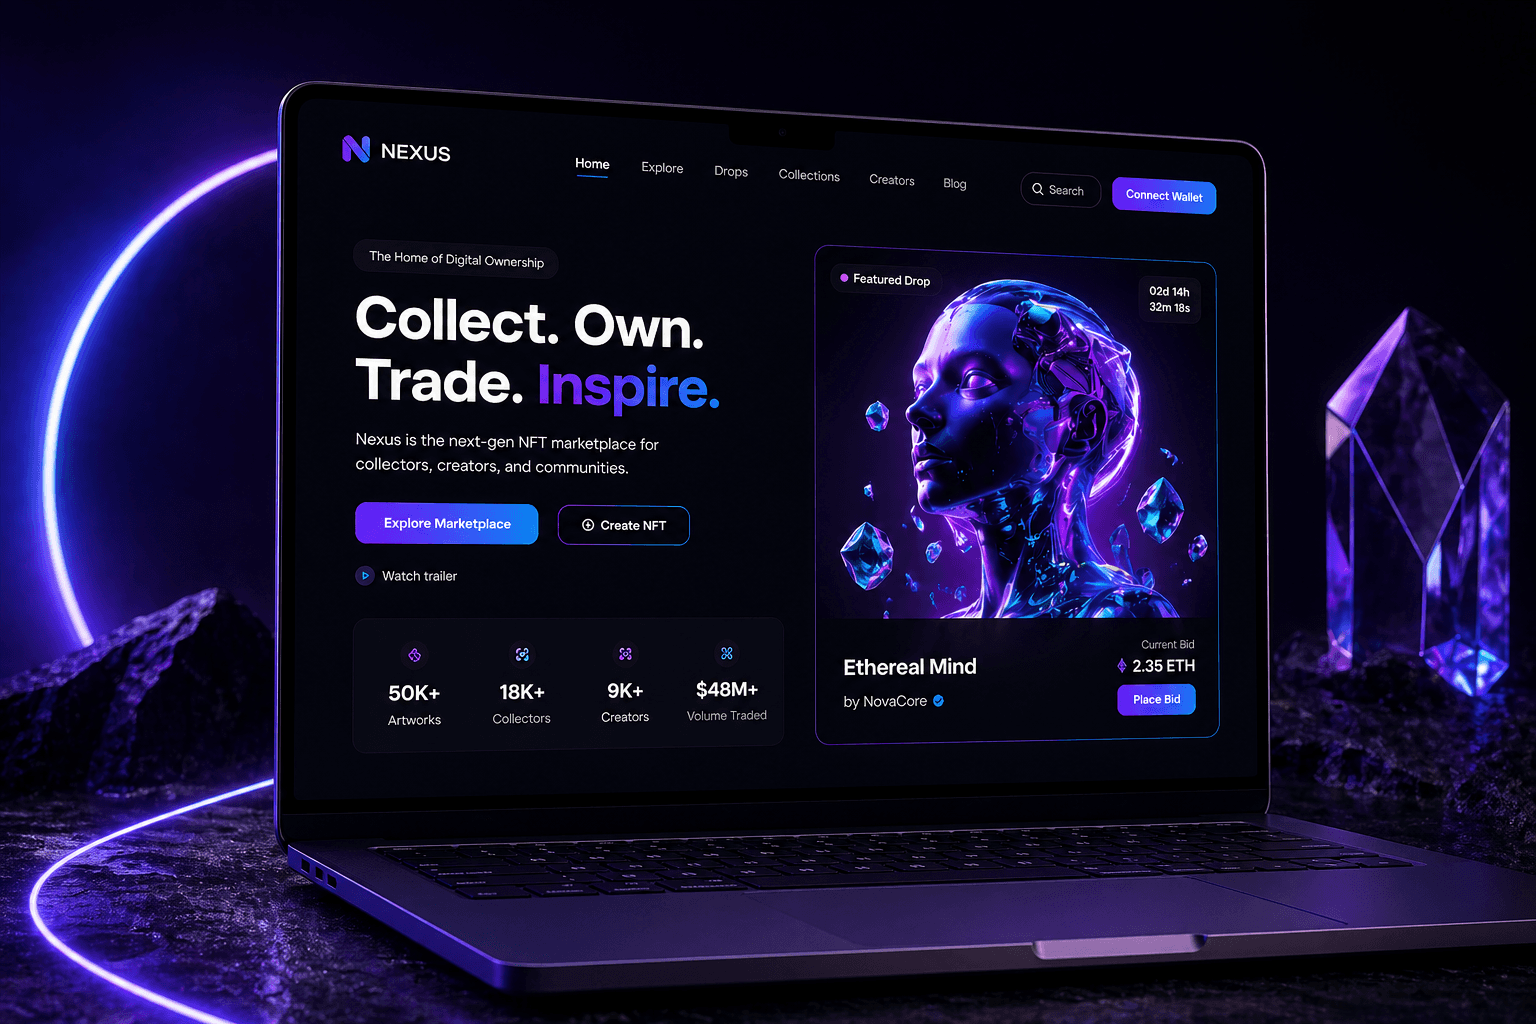 NEXUS
Home
Explore
Drops
Collections
Creators
Blog
Search
Connect Wallet
The Home of Digital Ownership
Collect. Own.
Trade. Inspire.
Nexus is the next-gen NFT marketplace for
collectors, creators, and communities.
Explore Marketplace
Create NFT
Watch trailer
50K+
Artworks
18K+
Collectors
9K+
Creators
$48M+
Volume Traded
Featured Drop
02d 14h
32m 18s
Ethereal Mind
by NovaCore
Current Bid
2.35 ETH
Place Bid